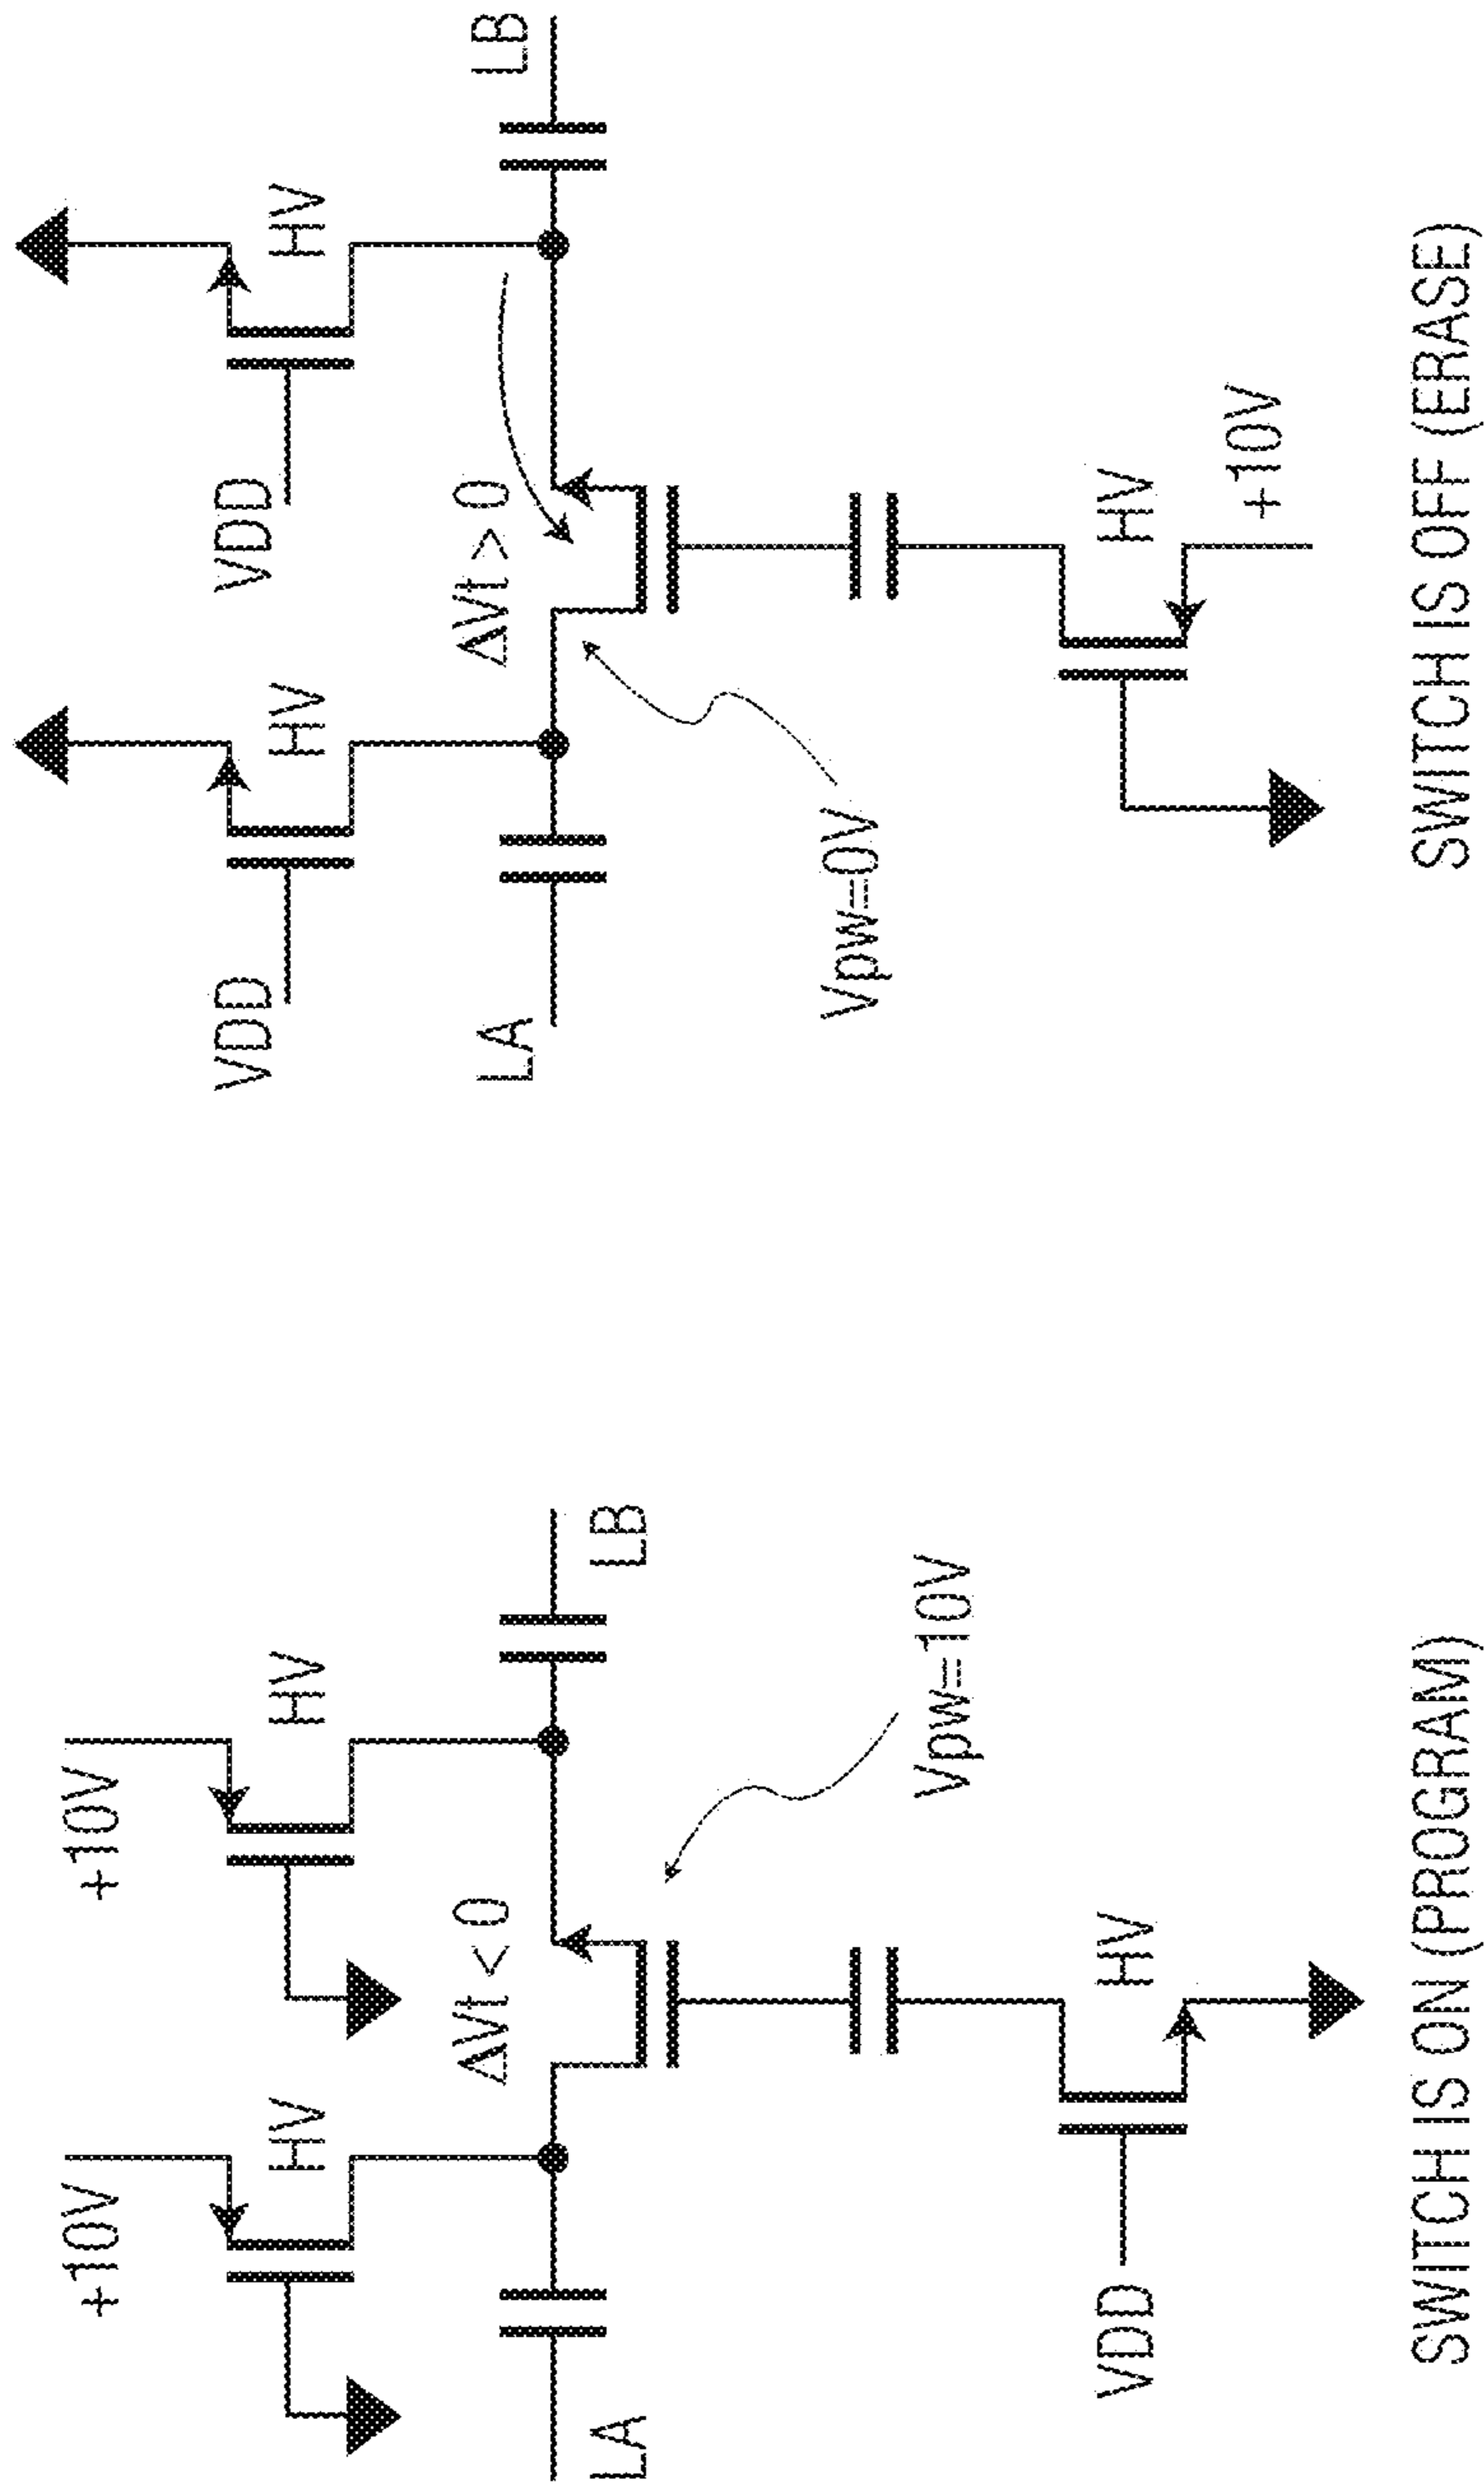 +10V
+10V
HV
HV
ΔVt < 0
LA
LB
Vpw=10V
VDD
HV
SWITCH IS ON (PROGRAM)
VDD
VDD
HV
HV
ΔVt > 0
LA
LB
Vpw=0V
HV
+10V
SWITCH IS OFF (ERASE)